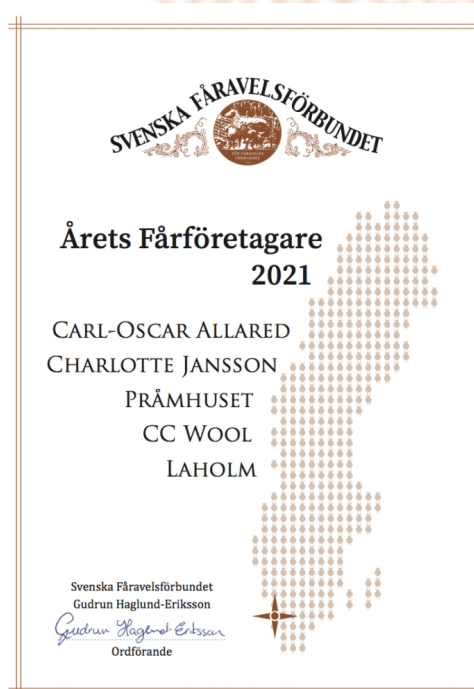 SVENSKA FÅRAVELSFÖRBUNDET
Årets Fårföretagare
2021
CARL-OSCAR ALLARED
CHARLOTTE JANSSON
PRÅMHUSET
CC WOOL
LAHOLM
Svenska Fåravelsförbundet
Gudrun Haglund-Eriksson
Gudrun Haglund-Eriksson
Ordförande